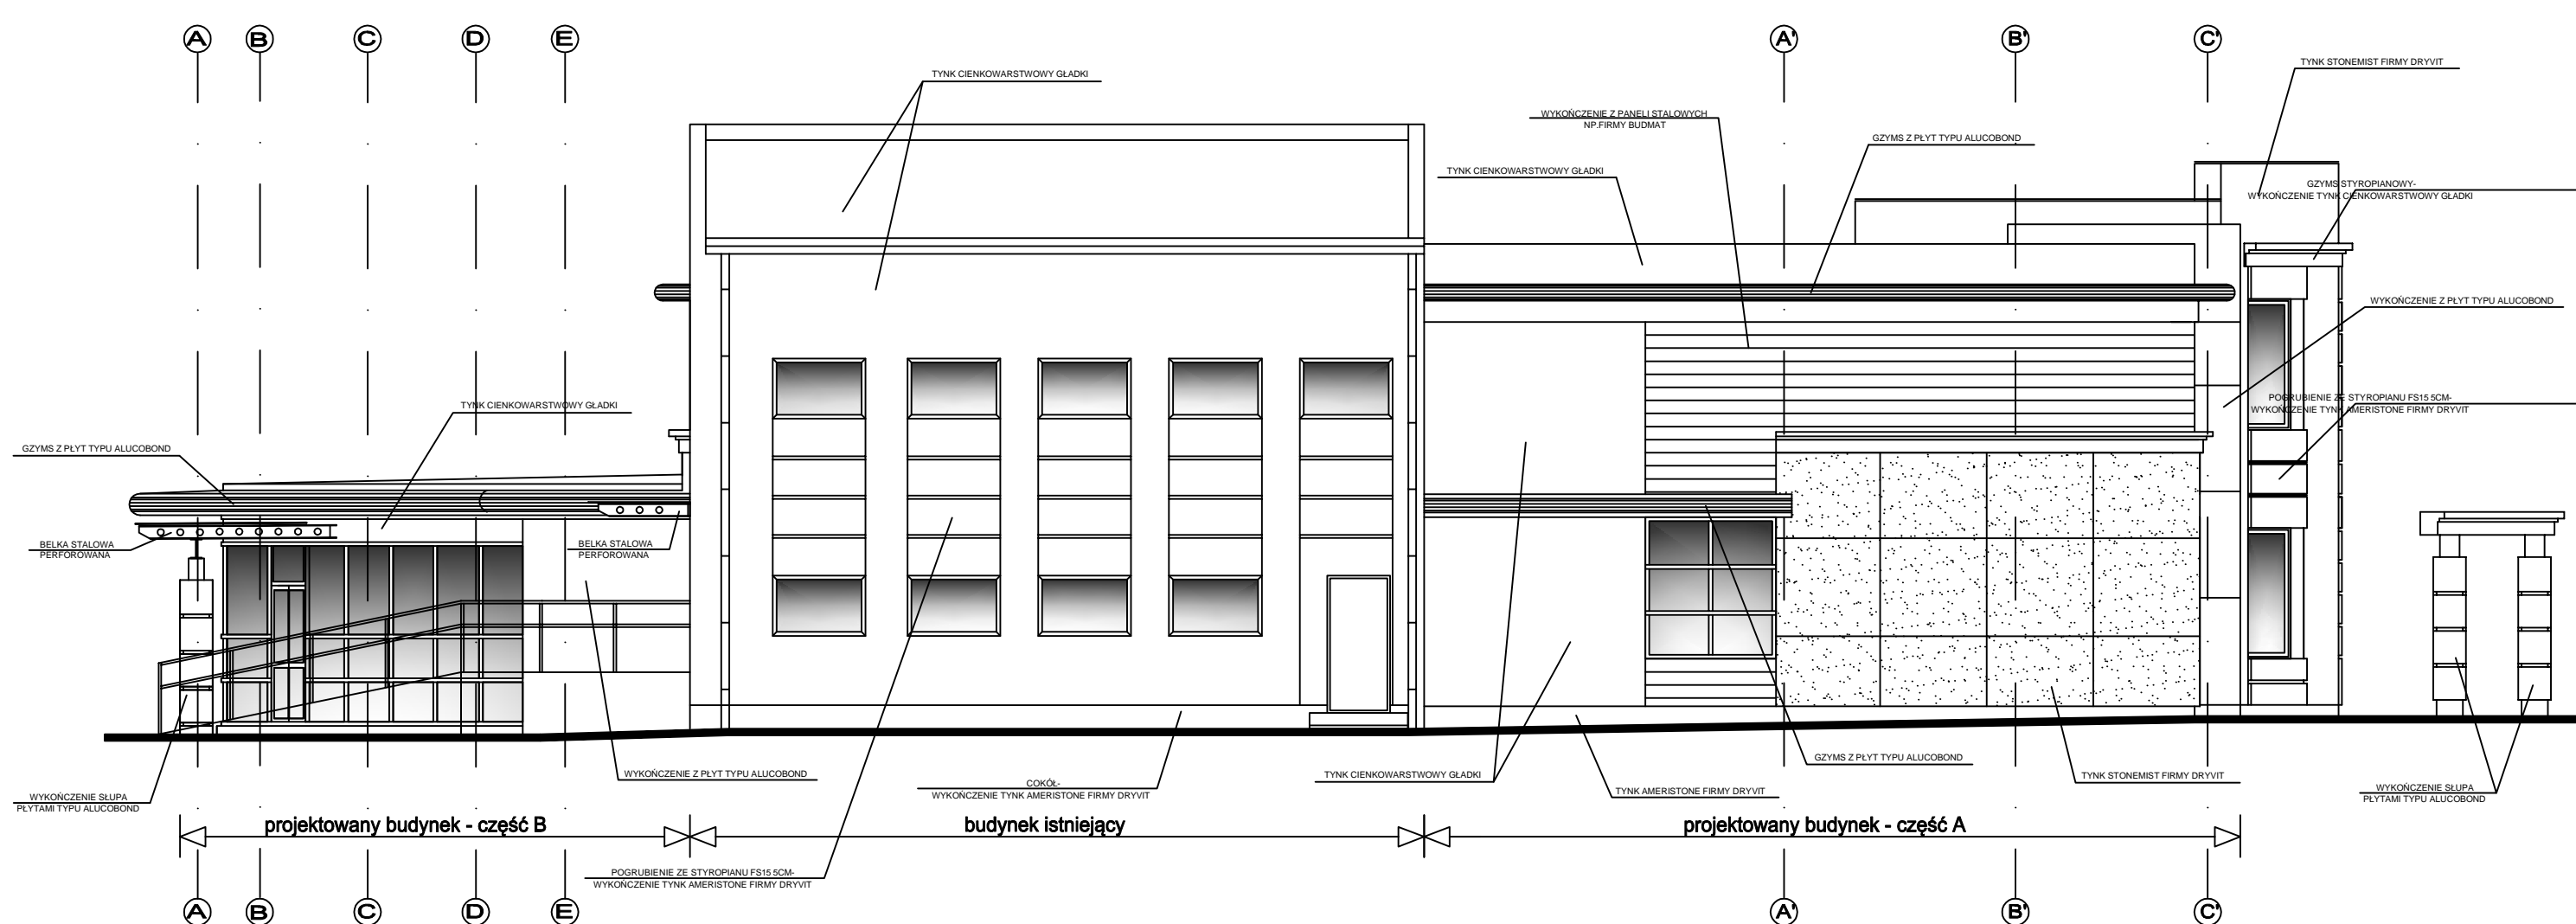 A B C D E A' B' C'
TYNK CIENKOWARSTWOWY GŁADKI
TYNK STONEMIST FIRMY DRYVIT
WYKOŃCZENIE Z PANELI STALOWYCH
NP.FIRMY BUDMAT
GZYMS Z PŁYT TYPU ALUCOBOND
TYNK CIENKOWARSTWOWY GŁADKI
GZYMS STYROPIANOWY-
WYKOŃCZENIE TYNK CIENKOWARSTWOWY GŁADKI
WYKOŃCZENIE Z PŁYT TYPU ALUCOBOND
POGRUBIENIE ZE STYROPIANU FS15 5CM-
WYKOŃCZENIE TYNK AMERISTONE FIRMY DRYVIT
TYNK CIENKOWARSTWOWY GŁADKI
GZYMS Z PŁYT TYPU ALUCOBOND
BELKA STALOWA
PERFOROWANA
BELKA STALOWA
PERFOROWANA
GZYMS Z PŁYT TYPU ALUCOBOND
WYKOŃCZENIE Z PŁYT TYPU ALUCOBOND
TYNK CIENKOWARSTWOWY GŁADKI
TYNK STONEMIST FIRMY DRYVIT
COKÓŁ-
WYKOŃCZENIE TYNK AMERISTONE FIRMY DRYVIT
TYNK AMERISTONE FIRMY DRYVIT
WYKOŃCZENIE SŁUPA
PŁYTAMI TYPU ALUCOBOND
WYKOŃCZENIE SŁUPA
PŁYTAMI TYPU ALUCOBOND
projektowany budynek - część B
budynek istniejący
projektowany budynek - część A
POGRUBIENIE ZE STYROPIANU FS15 5CM-
WYKOŃCZENIE TYNK AMERISTONE FIRMY DRYVIT
A B C D E A' B' C'